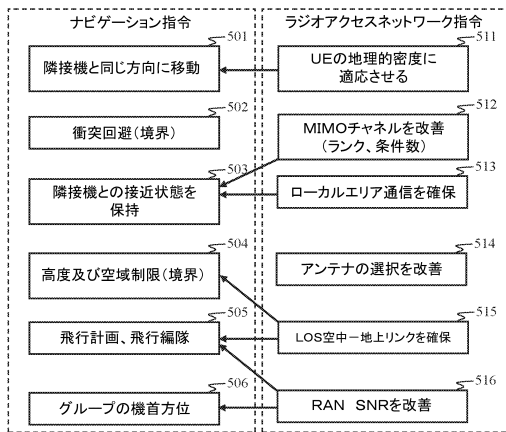 ナビゲーション指令
501
隣接機と同じ方向に移動
502
衝突回避(境界)
503
隣接機との接近状態を
保持
504
高度及び空域制限(境界)
505
飛行計画、飛行編隊
506
グループの機首方位
ラジオアクセスネットワーク指令
511
UEの地理的密度に
適応させる
512
MIMOチャネルを改善
(ランク、条件数)
513
ローカルエリア通信を確保
514
アンテナの選択を改善
515
LOS空中-地上リンクを確保
516
RAN SNRを改善